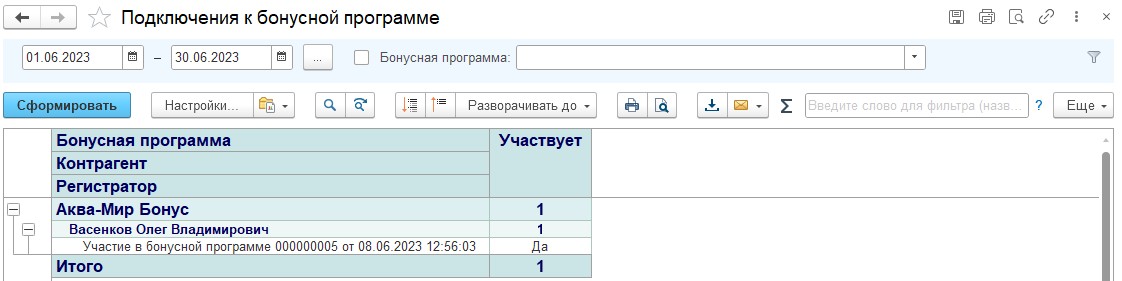 Подключения к бонусной программе
01.06.2023 – 30.06.2023 ... Бонусная программа:
Сформировать Настройки... Разворачивать до Σ Введите слово для фильтра (назв... ? Еще
Бонусная программа Участвует
Контрагент
Регистратор
Аква-Мир Бонус 1
Васенков Олег Владимирович 1
Участие в бонусной программе 000000005 от 08.06.2023 12:56:03 Да
Итого 1